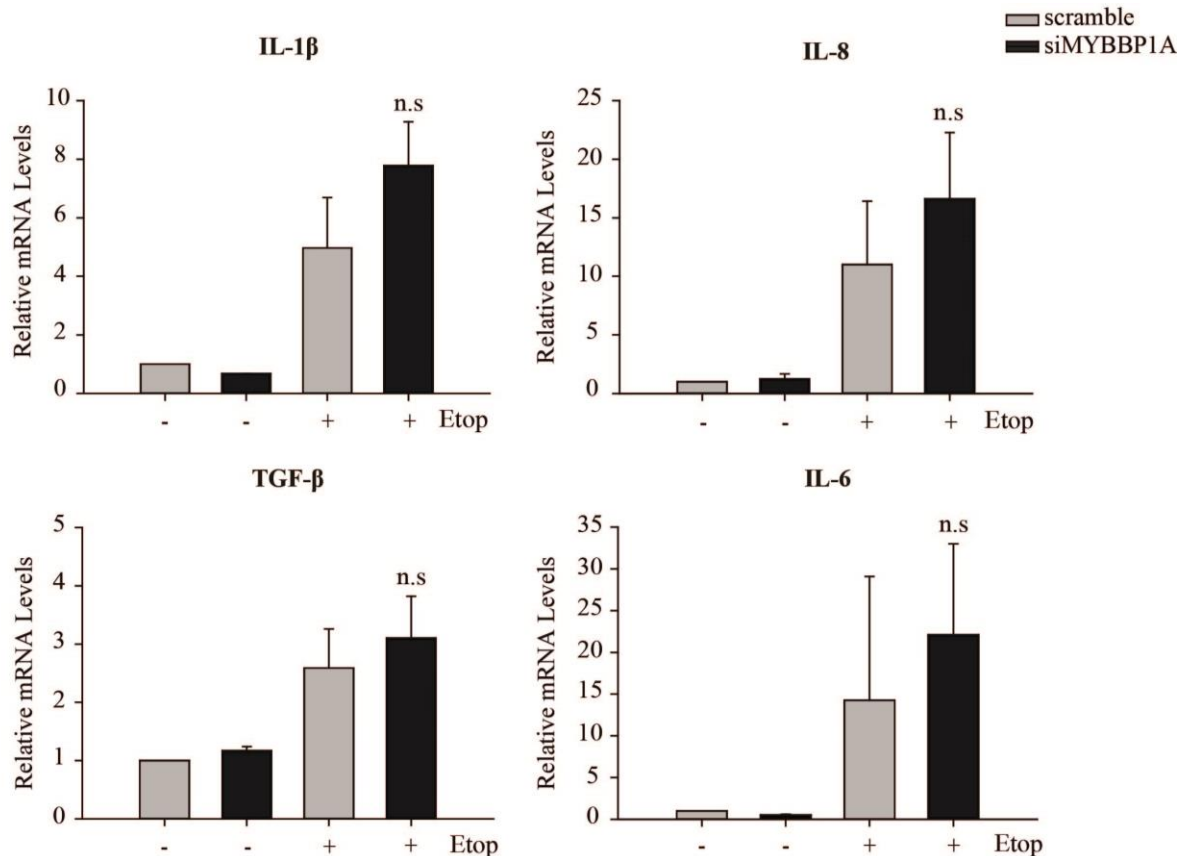 scramble
siMYBBP1A
IL-1β
Relative mRNA Levels
10
8
6
4
2
0
n.s
- - + + Etop
IL-8
Relative mRNA Levels
25
20
15
10
5
0
n.s
- - + + Etop
TGF-β
Relative mRNA Levels
5
4
3
2
1
0
n.s
- - + + Etop
IL-6
Relative mRNA Levels
35
30
25
20
15
10
5
0
n.s
- - + + Etop